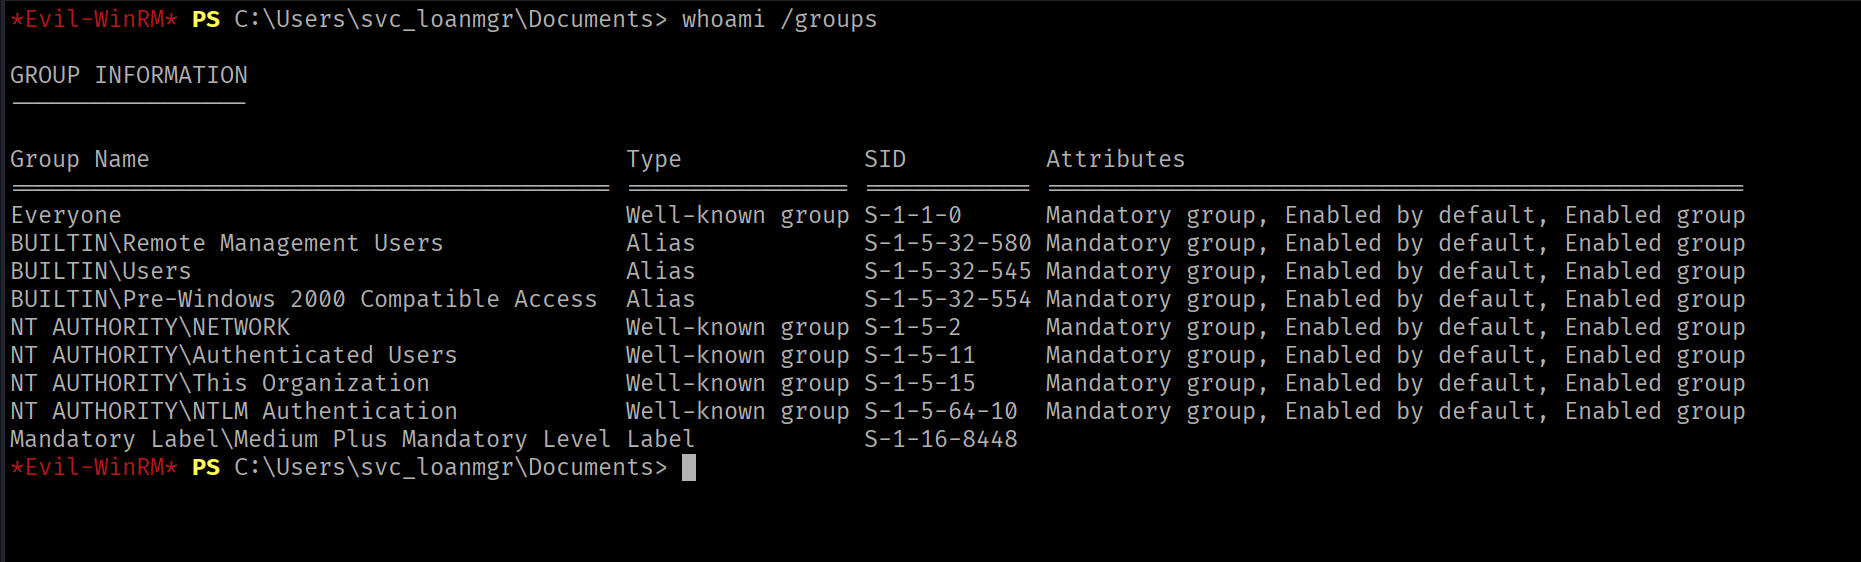 *Evil-WinRM* PS C:\Users\svc_loanmgr\Documents> whoami /groups
GROUP INFORMATION
-----------------
Group Name Type SID Attributes
========================================== ================ ============ ==================================================
Everyone Well-known group S-1-1-0 Mandatory group, Enabled by default, Enabled group
BUILTIN\Remote Management Users Alias S-1-5-32-580 Mandatory group, Enabled by default, Enabled group
BUILTIN\Users Alias S-1-5-32-545 Mandatory group, Enabled by default, Enabled group
BUILTIN\Pre-Windows 2000 Compatible Access Alias S-1-5-32-554 Mandatory group, Enabled by default, Enabled group
NT AUTHORITY\NETWORK Well-known group S-1-5-2 Mandatory group, Enabled by default, Enabled group
NT AUTHORITY\Authenticated Users Well-known group S-1-5-11 Mandatory group, Enabled by default, Enabled group
NT AUTHORITY\This Organization Well-known group S-1-5-15 Mandatory group, Enabled by default, Enabled group
NT AUTHORITY\NTLM Authentication Well-known group S-1-5-64-10 Mandatory group, Enabled by default, Enabled group
Mandatory Label\Medium Plus Mandatory Level Label S-1-16-8448
*Evil-WinRM* PS C:\Users\svc_loanmgr\Documents>